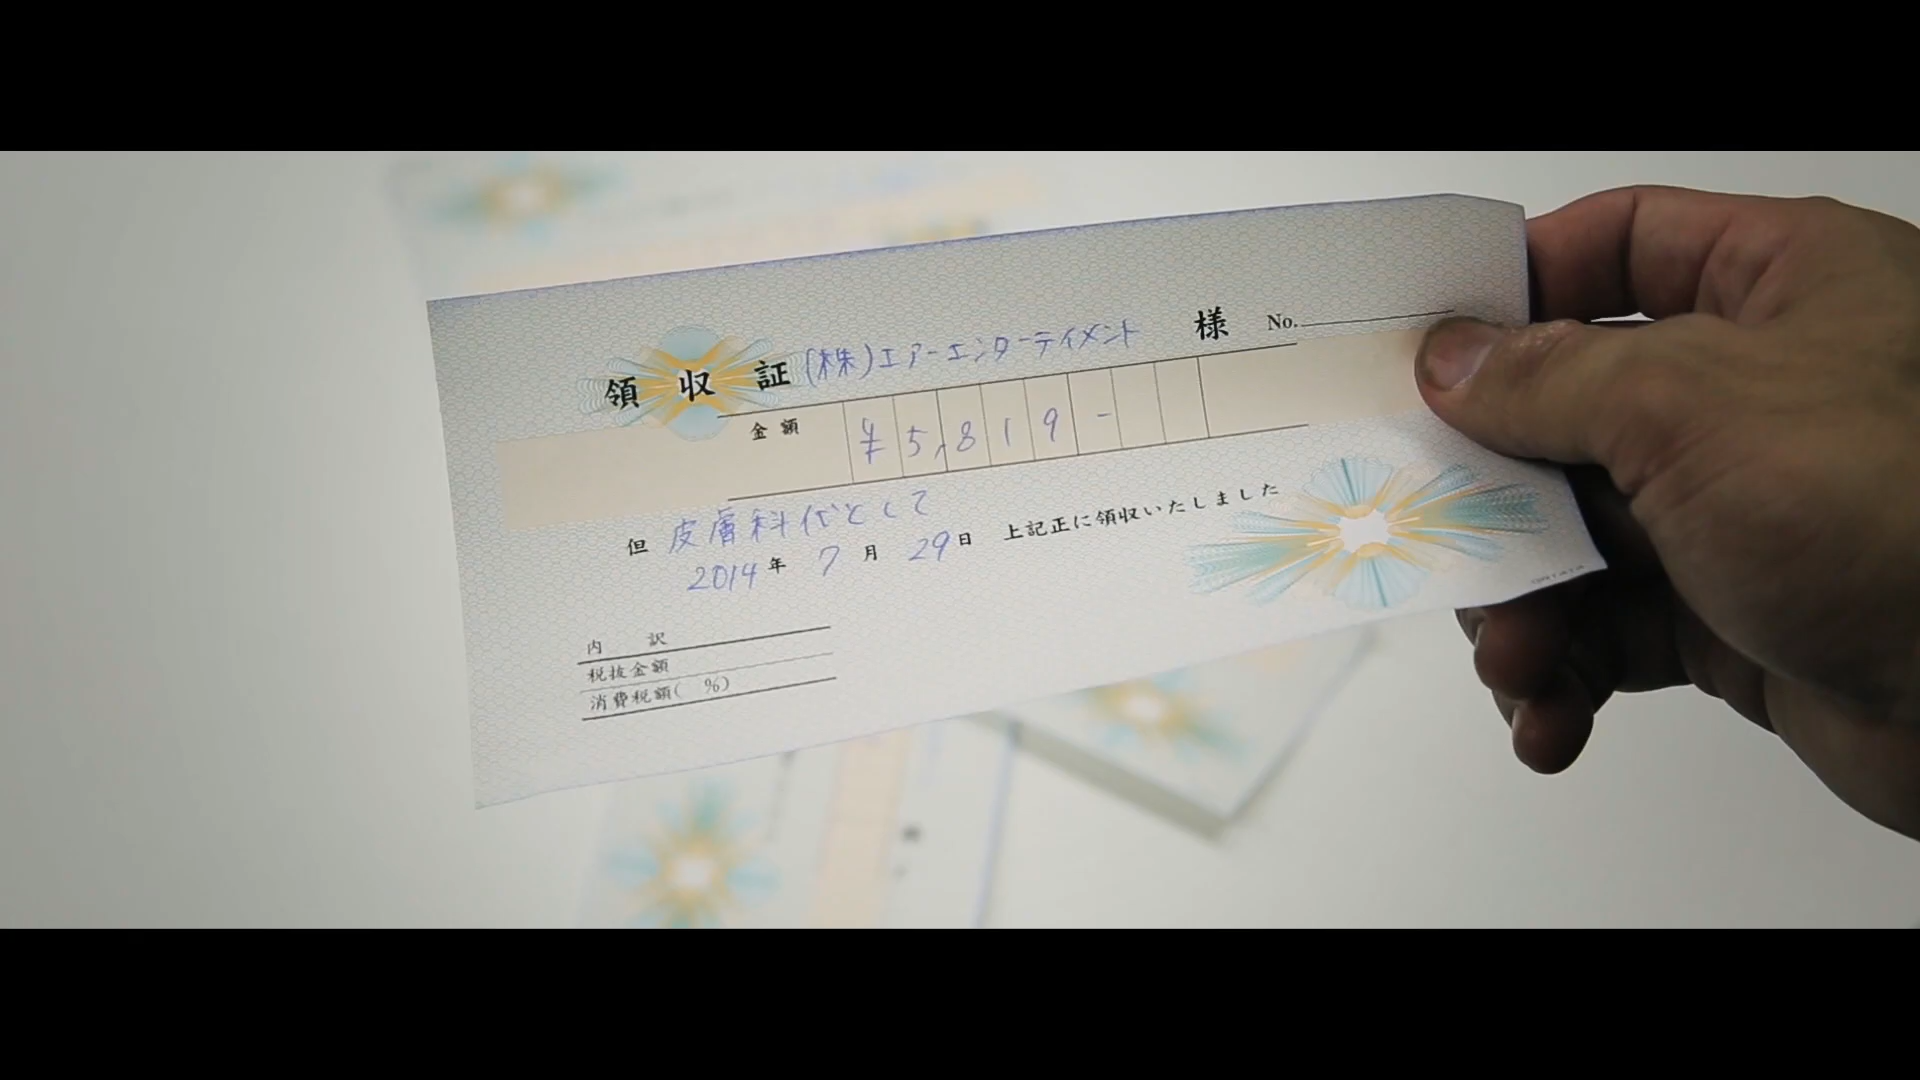 領収証 (株)エアーエンターテイメント 様 No.
金額 ¥5,819-
但 皮膚科代として
2014年 7月 29日 上記正に領収いたしました
内 訳
税抜金額
消費税額( %)